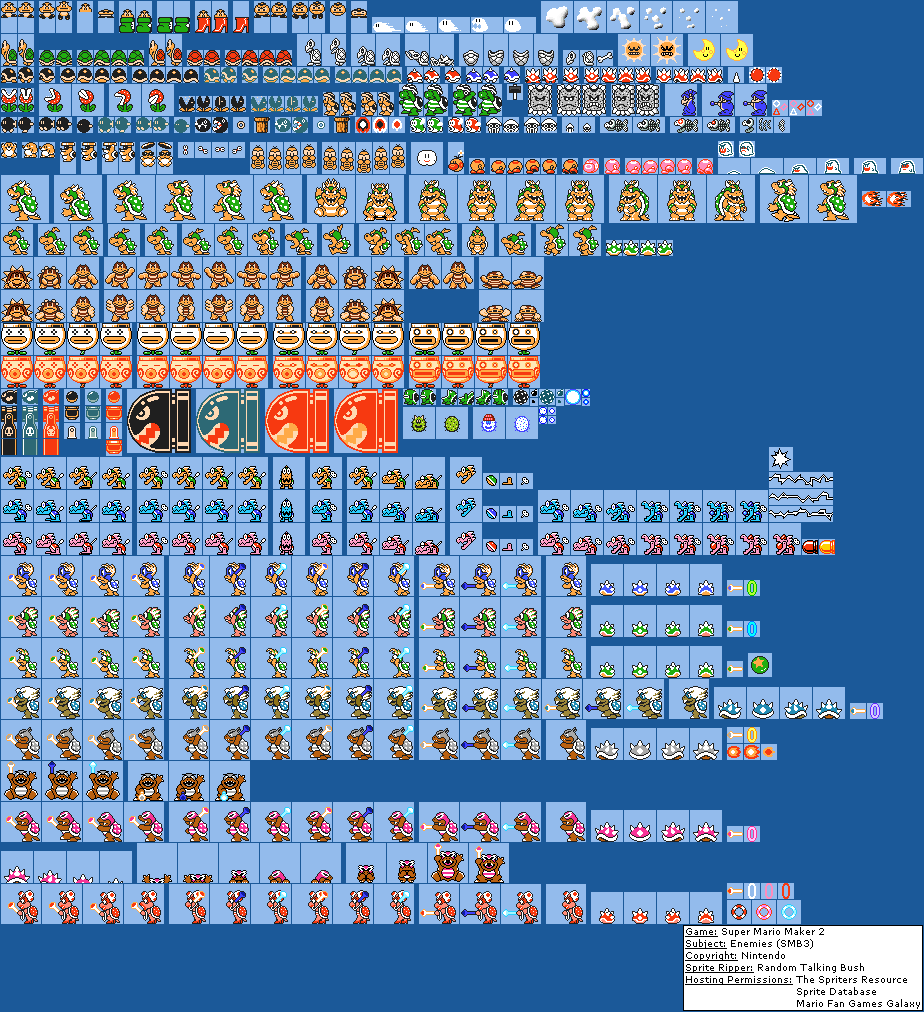 Game: Super Mario Maker 2
Subject: Enemies (SMB3)
Copyright: Nintendo
Sprite Ripper: Random Talking Bush
Hosting Permissions: The Spriters Resource
Sprite Database
Mario Fan Games Galaxy